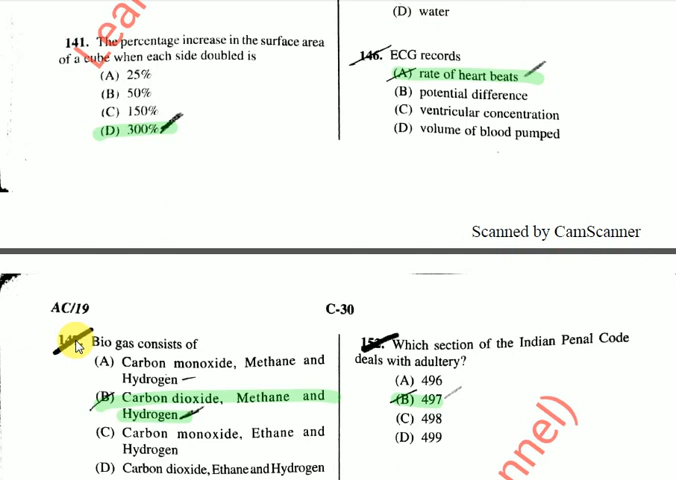 141. The percentage increase in the surface area
of a cube when each side doubled is
(A) 25%
(B) 50%
(C) 150%
(D) 300%
(D) water
146. ECG records
(A) rate of heart beats
(B) potential difference
(C) ventricular concentration
(D) volume of blood pumped
Scanned by CamScanner
AC/19
C-30
Bio gas consists of
(A) Carbon monoxide, Methane and
Hydrogen
(B) Carbon dioxide, Methane and
Hydrogen
(C) Carbon monoxide, Ethane and
Hydrogen
(D) Carbon dioxide, Ethane and Hydrogen
152. Which section of the Indian Penal Code
deals with adultery?
(A) 496
(B) 497
(C) 498
(D) 499
Lear
nnel)